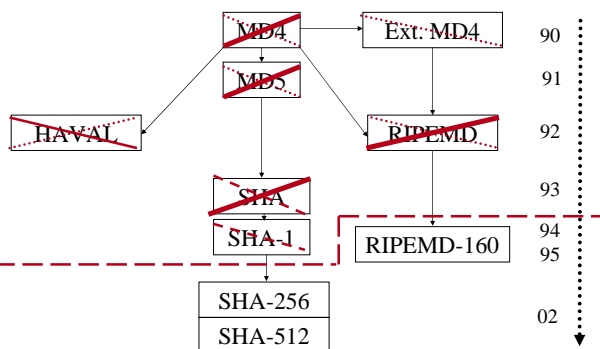 MD4
Ext. MD4
90
MD5
91
HAVAL
RIPEMD
92
SHA
93
SHA-1
94
RIPEMD-160
95
SHA-256
02
SHA-512